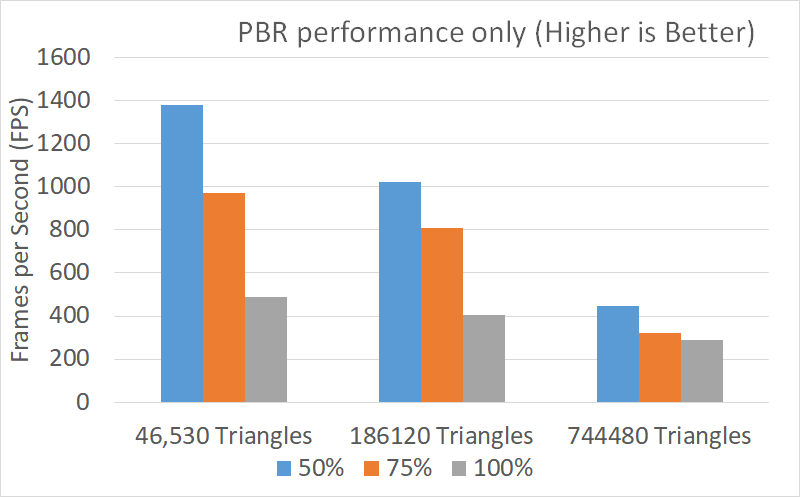 PBR performance only (Higher is Better)
Frames per Second (FPS)
1600
1400
1200
1000
800
600
400
200
0
46,530 Triangles
186120 Triangles
744480 Triangles
50%
75%
100%